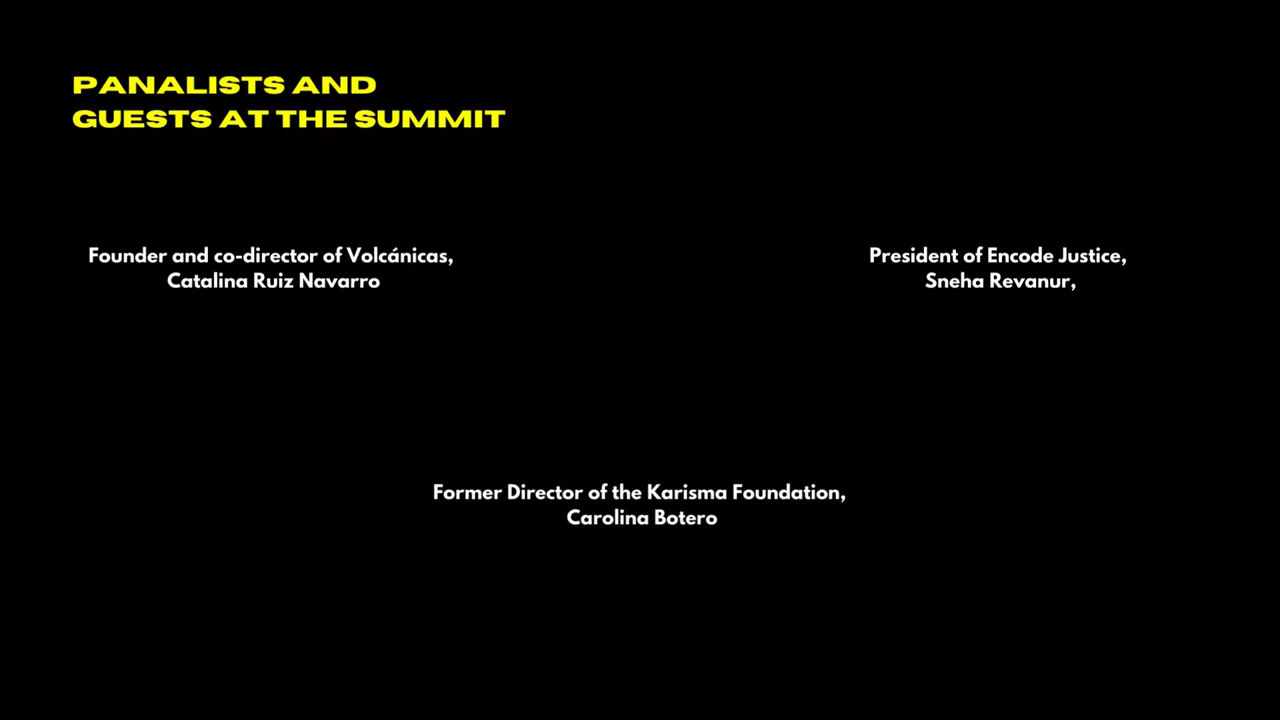 PANALISTS AND
GUESTS AT THE SUMMIT
Founder and co-director of Volcánicas,
Catalina Ruiz Navarro
President of Encode Justice,
Sneha Revanur,
Former Director of the Karisma Foundation,
Carolina Botero